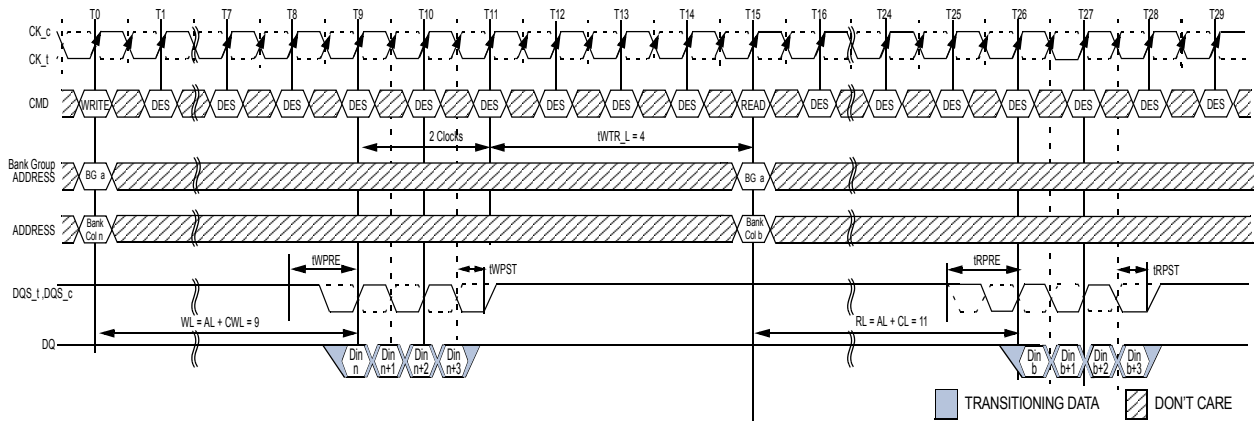 T0 T1 T7 T8 T9 T10 T11 T12 T13 T14 T15 T16 T24 T25 T26 T27 T28 T29
CK_c
CK_t
CMD WRITE DES DES DES DES DES DES DES DES DES READ DES DES DES DES DES DES DES
2 Clocks tWTR_L = 4
Bank Group
ADDRESS BG a BG a
ADDRESS Bank Col n Bank Col b
tWPRE tWPST tRPRE tRPST
DQS_t ,DQS_c
WL = AL + CWL = 9 RL = AL + CL = 11
DQ Din n Din n+1 Din n+2 Din n+3 Din b Din b+1 Din b+2 Din b+3
TRANSITIONING DATA DON'T CARE